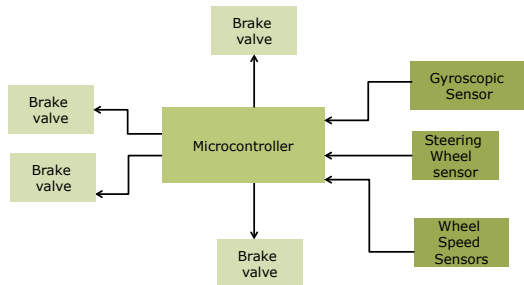 Brake
valve
Gyroscopic
Sensor
Brake
valve
Microcontroller
Steering
Wheel
sensor
Brake
valve
Wheel
Speed
Sensors
Brake
valve